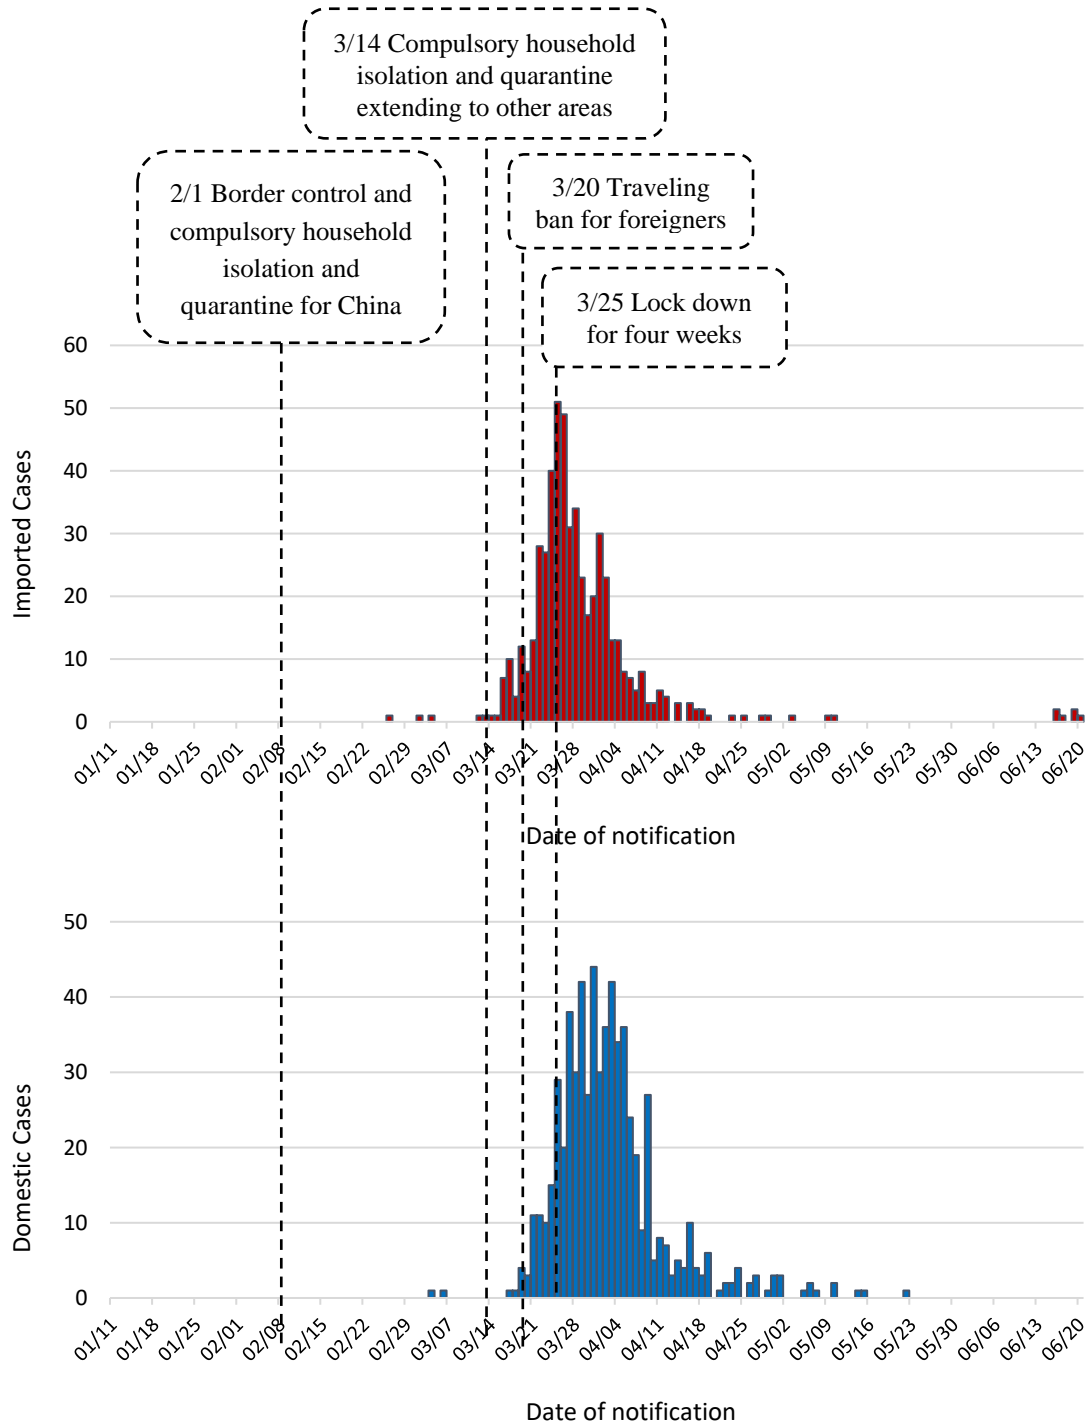 3/14 Compulsory household
isolation and quarantine
extending to other areas
2/1 Border control and
compulsory household
isolation and
quarantine for China
3/20 Traveling
ban for foreigners
3/25 Lock down
for four weeks
60
50
40
30
20
10
0
Imported Cases
01/11 01/18 01/25 02/01 02/08 02/15 02/22 02/29 03/07 03/14 03/21 03/28 04/04 04/11 04/18 04/25 05/02 05/09 05/16 05/23 05/30 06/06 06/13 06/20
Date of notification
50
40
30
20
10
0
Domestic Cases
01/11 01/18 01/25 02/01 02/08 02/15 02/22 02/29 03/07 03/14 03/21 03/28 04/04 04/11 04/18 04/25 05/02 05/09 05/16 05/23 05/30 06/06 06/13 06/20
Date of notification